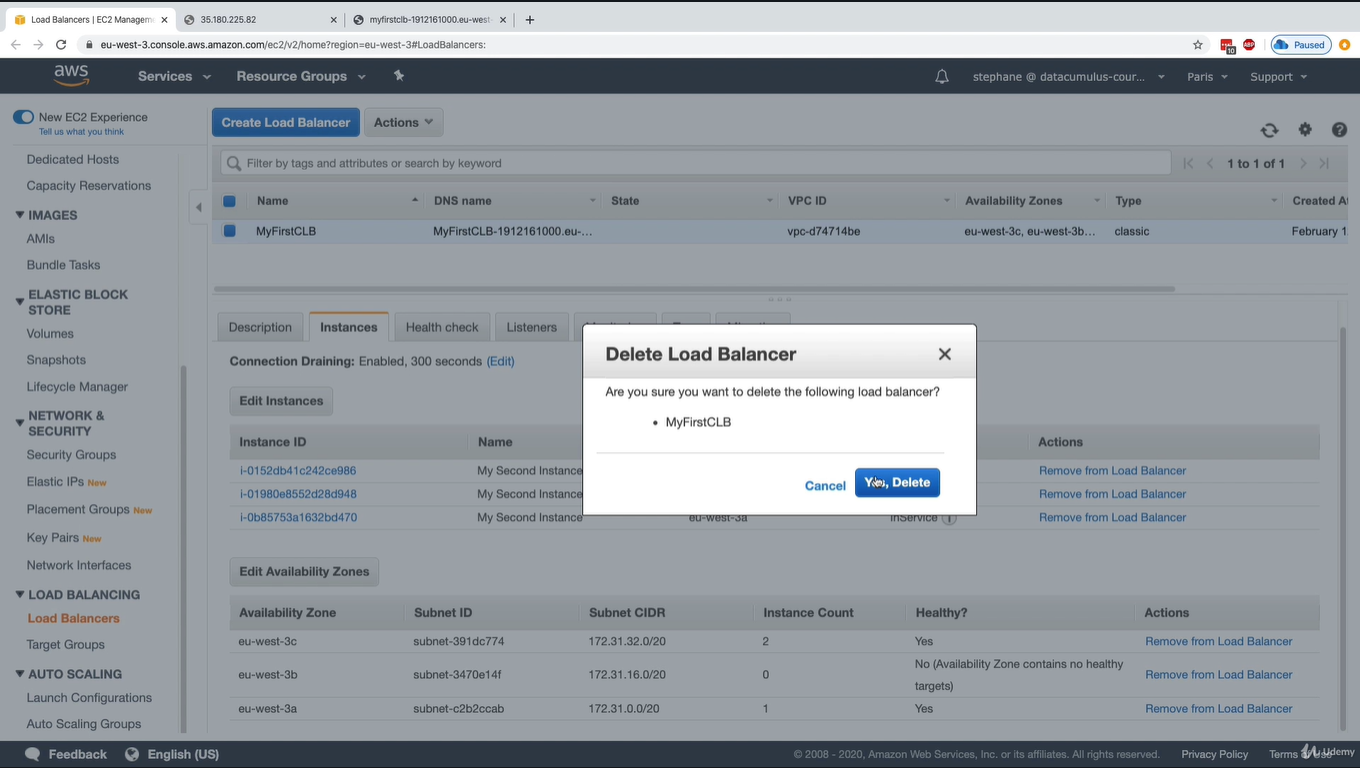 Load Balancers | EC2 Managem
35.180.225.82
myfirstclb-1912161000.eu-west
eu-west-3.console.aws.amazon.com/ec2/v2/home?region=eu-west-3#LoadBalancers:
10
ABP
Paused
aws
Services
Resource Groups
stephane @ datacumulus-cour...
Paris
Support
New EC2 Experience
Tell us what you think
Dedicated Hosts
Capacity Reservations
IMAGES
AMIs
Bundle Tasks
ELASTIC BLOCK
STORE
Volumes
Snapshots
Lifecycle Manager
NETWORK &
SECURITY
Security Groups
Elastic IPs New
Placement Groups New
Key Pairs New
Network Interfaces
LOAD BALANCING
Load Balancers
Target Groups
AUTO SCALING
Launch Configurations
Auto Scaling Groups
Create Load Balancer
Actions
Filter by tags and attributes or search by keyword
1 to 1 of 1
Name DNS name State VPC ID Availability Zones Type Created At
MyFirstCLB MyFirstCLB-1912161000.eu-... vpc-d74714be eu-west-3c, eu-west-3b... classic February 1
Description Instances Health check Listeners
Connection Draining: Enabled, 300 seconds (Edit)
Edit Instances
Instance ID Name Actions
i-0152db41c242ce986 My Second Instance Remove from Load Balancer
i-01980e8552d28d948 My Second Instance Remove from Load Balancer
i-0b85753a1632bd470 My Second Instance eu-west-3a InService Remove from Load Balancer
Delete Load Balancer
Are you sure you want to delete the following load balancer?
• MyFirstCLB
Cancel
Yes, Delete
Edit Availability Zones
Availability Zone Subnet ID Subnet CIDR Instance Count Healthy? Actions
eu-west-3c subnet-391dc774 172.31.32.0/20 2 Yes Remove from Load Balancer
eu-west-3b subnet-3470e14f 172.31.16.0/20 0 No (Availability Zone contains no healthy
targets) Remove from Load Balancer
eu-west-3a subnet-c2b2ccab 172.31.0.0/20 1 Yes Remove from Load Balancer
Feedback
English (US)
© 2008 - 2020, Amazon Web Services, Inc. or its affiliates. All rights reserved.
Privacy Policy
Terms
Udemy